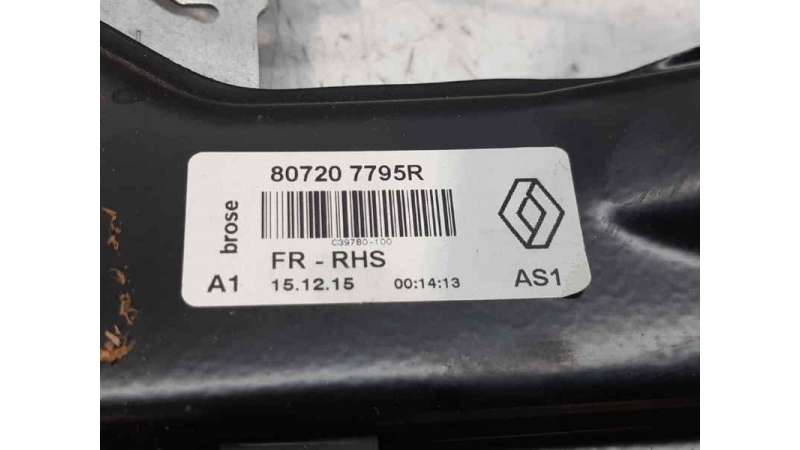 80720 7795R
brose
C39780-100
FR - RHS
A1 15.12.15 00:14:13 AS1